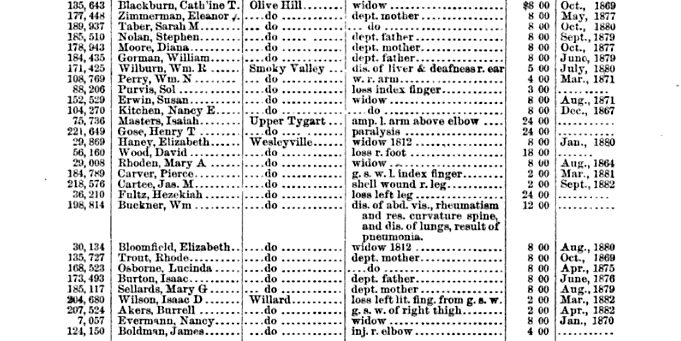 135, 643 Blackburn, Cath'ine T. Olive Hill widow $8 00 Oct., 1869
177, 448 Zimmerman, Eleanor do dept. mother 8 00 May, 1877
189, 937 Taber, Sarah M do do 8 00 Oct., 1880
185, 510 Nolan, Stephen do dept. father 8 00 Sept., 1879
178, 943 Moore, Diana do dept. mother 8 00 Oct., 1877
184, 435 Gorman, William do dept. father 8 00 June, 1879
171, 425 Wilburn, Wm. R Smoky Valley dis. of liver & deafness r. ear 5 00 July, 1880
108, 769 Perry, Wm. N do w. r. arm 4 00 Mar., 1871
88, 206 Purvis, Sol do loss index finger 3 00
152, 529 Erwin, Susan do widow 8 00 Aug., 1871
104, 270 Kitchen, Nancy E do do 8 00 Dec., 1867
75, 736 Masters, Isaiah Upper Tygart amp. l. arm above elbow 24 00
221, 649 Gose, Henry T do paralysis 24 00
29, 869 Haney, Elizabeth Wesleyville widow 1812 8 00 Jan., 1880
56, 160 Wood, David do loss r. foot 18 00
29, 008 Rhoden, Mary A do widow 8 00 Aug., 1864
184, 789 Carver, Pierce do g. s. w. l. index finger 2 00 Mar., 1881
218, 576 Cartee, Jas. M do shell wound r. leg 2 00 Sept., 1882
36, 210 Fultz, Hezekiah do loss left leg 24 00
198, 814 Buckner, Wm do dis. of abd. vis., rheumatism 12 00
and res. curvature spine,
and dis. of lungs, result of
pneumonia.
30, 134 Bloomfield, Elizabeth do widow 1812 8 00 Aug., 1880
135, 727 Trout, Rhode do dept. mother 8 00 Oct., 1869
168, 523 Osborne, Lucinda do do 8 00 Apr., 1875
173, 493 Burton, Isaac do dept. father 8 00 June, 1876
185, 117 Sellards, Mary G do dept. mother 8 00 Aug., 1879
204, 680 Wilson, Isaac D Willard loss left lit. fing. from g. s. w. 2 00 Mar., 1882
207, 524 Akers, Burrell do g. s. w. of right thigh 2 00 Apr., 1882
7, 057 Evermann, Nancy do widow 8 00 Jan., 1870
124, 150 Boldman, James do inj. r. elbow 4 00